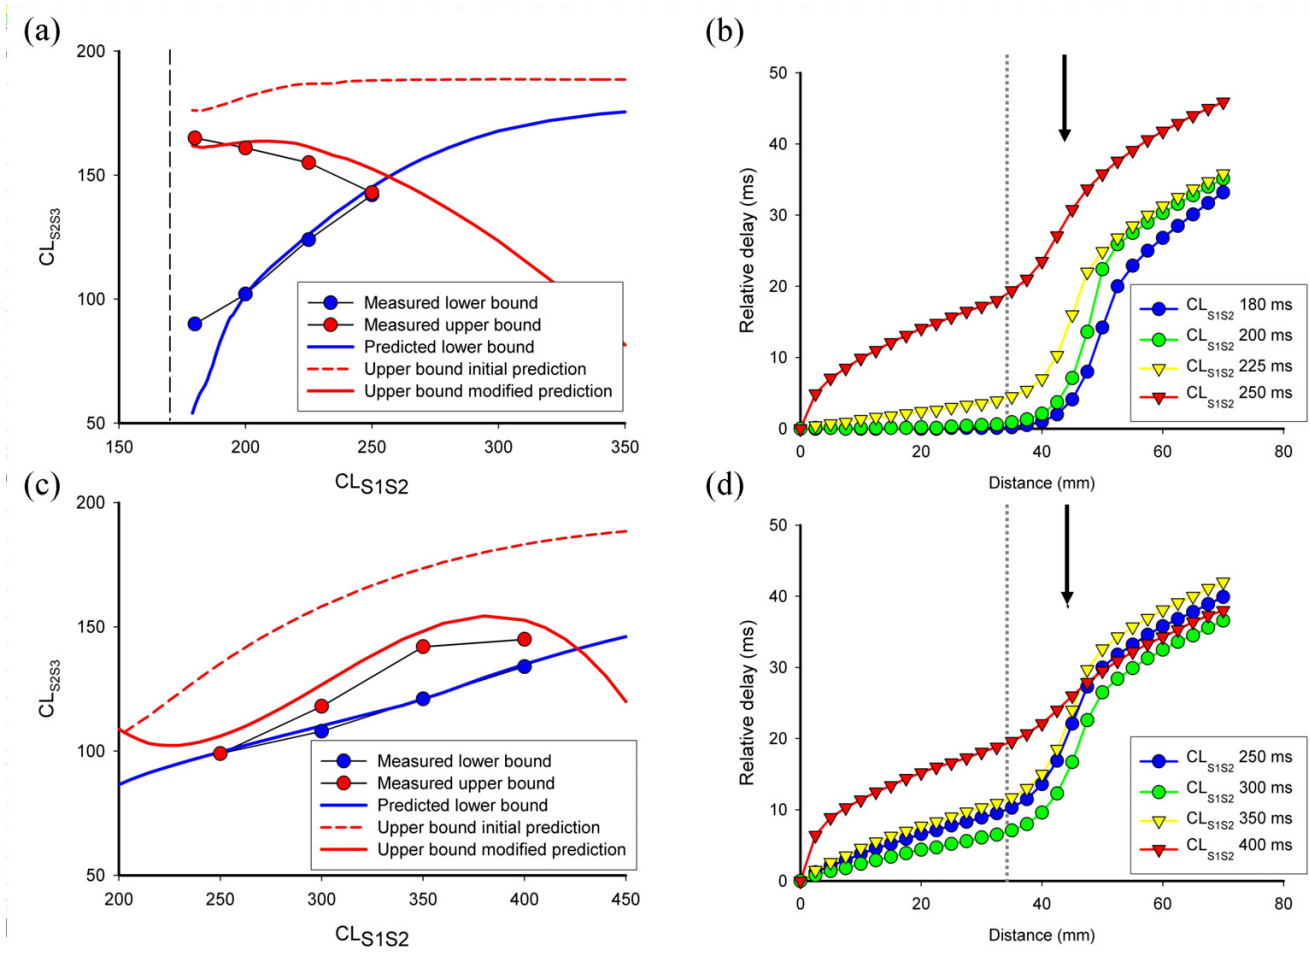 (a)
200
150
100
50
CLS2S3
150
200
250
300
350
CLS1S2
Measured lower bound
Measured upper bound
Predicted lower bound
Upper bound initial prediction
Upper bound modified prediction
(b)
50
40
30
20
10
0
Relative delay (ms)
0
20
40
60
80
Distance (mm)
CLS1S2 180 ms
CLS1S2 200 ms
CLS1S2 225 ms
CLS1S2 250 ms
(c)
200
150
100
50
CLS2S3
200
250
300
350
400
450
CLS1S2
Measured lower bound
Measured upper bound
Predicted lower bound
Upper bound initial prediction
Upper bound modified prediction
(d)
50
40
30
20
10
0
Relative delay (ms)
0
20
40
60
80
Distance (mm)
CLS1S2 250 ms
CLS1S2 300 ms
CLS1S2 350 ms
CLS1S2 400 ms